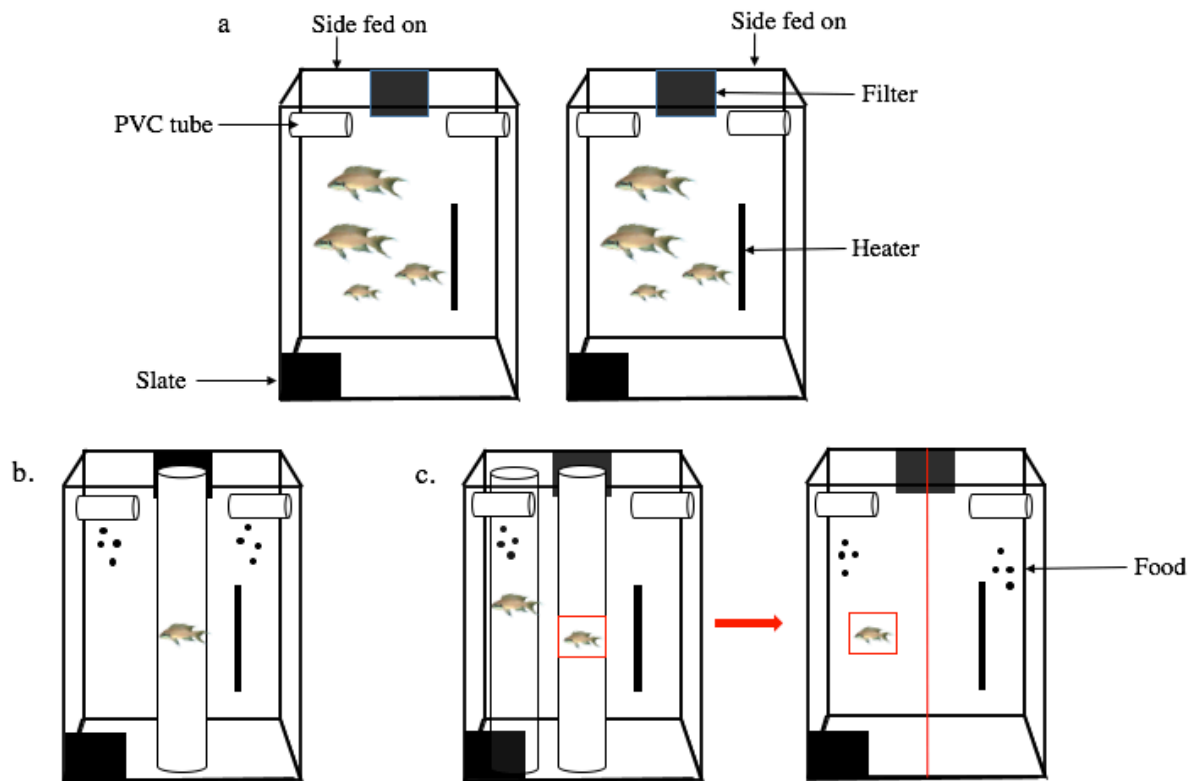 a
Side fed on
Side fed on
Filter
PVC tube
Heater
Slate
b.
c.
Food